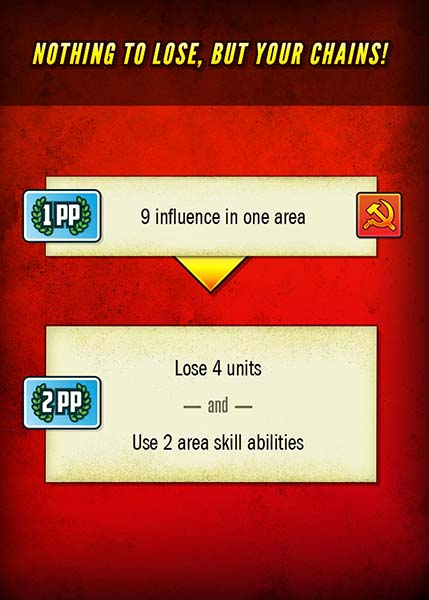 NOTHING TO LOSE, BUT YOUR CHAINS!
1 PP
9 influence in one area
Lose 4 units
— and —
2 PP
Use 2 area skill abilities